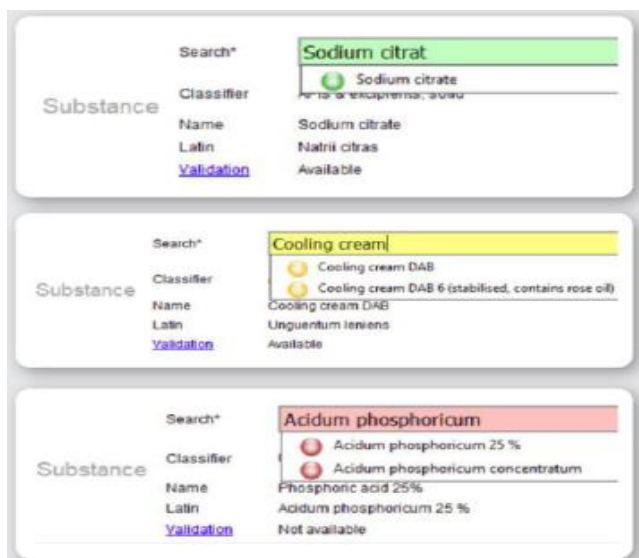 Search* Sodium citrat
Sodium citrate
Classifier APIs & excipients, solid
Substance
Name Sodium citrate
Latin Natrii citras
Validation Available
Search* Cooling cream
Cooling cream DAB
Classifier
Cooling cream DAB 6 (stabilised, contains rose oil)
Substance
Name Cooling cream DAB
Latin Unguentum leniens
Validation Available
Search* Acidum phosphoricum
Acidum phosphoricum 25 %
Classifier
Acidum phosphoricum concentratum
Substance
Name Phosphoric acid 25%
Latin Acidum phosphoricum 25 %
Validation Not available